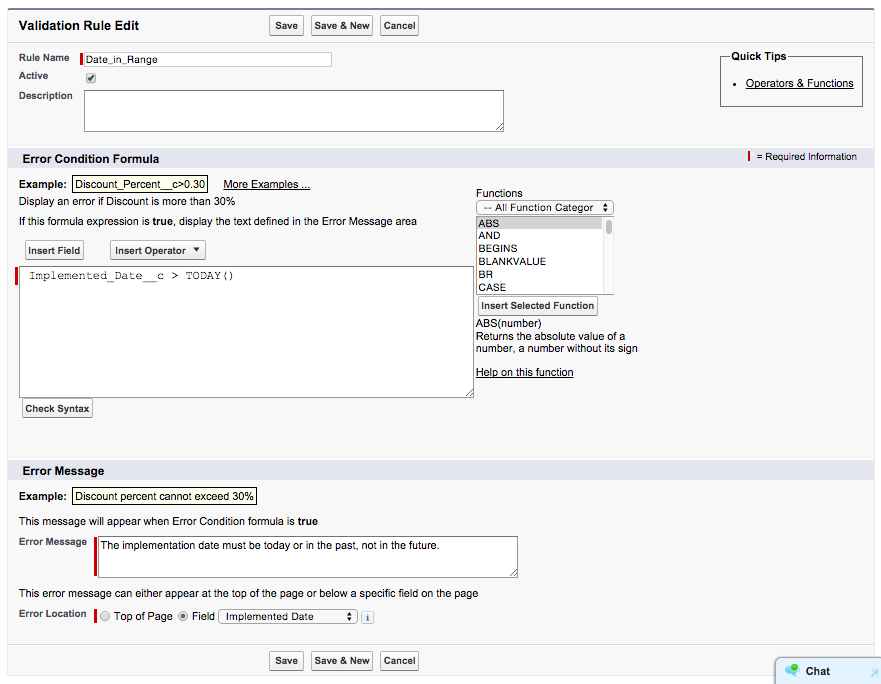 Validation Rule Edit
Save
Save & New
Cancel
Rule Name
Date_in_Range
Active
Description
Quick Tips
• Operators & Functions
Error Condition Formula
= Required Information
Example: Discount_Percent__c>0.30 More Examples ...
Display an error if Discount is more than 30%
If this formula expression is true, display the text defined in the Error Message area
Insert Field
Insert Operator
Implemented_Date__c > TODAY()
Check Syntax
Functions
-- All Function Categor
ABS
AND
BEGINS
BLANKVALUE
BR
CASE
Insert Selected Function
ABS(number)
Returns the absolute value of a
number, a number without its sign
Help on this function
Error Message
Example: Discount percent cannot exceed 30%
This message will appear when Error Condition formula is true
Error Message
The implementation date must be today or in the past, not in the future.
This error message can either appear at the top of the page or below a specific field on the page
Error Location
Top of Page
Field
Implemented Date
i
Save
Save & New
Cancel
Chat